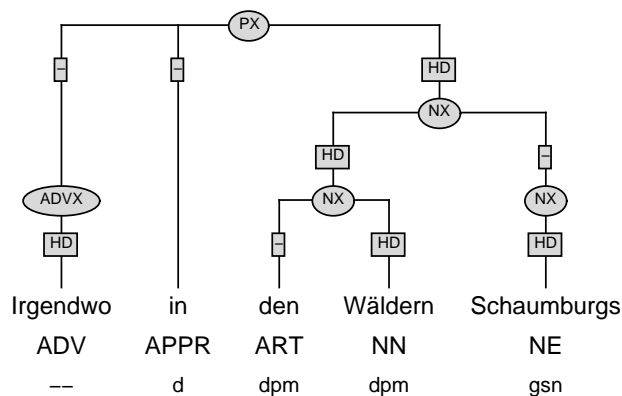 PX
– – HD
NX
HD –
ADVX NX NX
HD – HD HD
Irgendwo in den Wäldern Schaumburgs
ADV APPR ART NN NE
–– d dpm dpm gsn